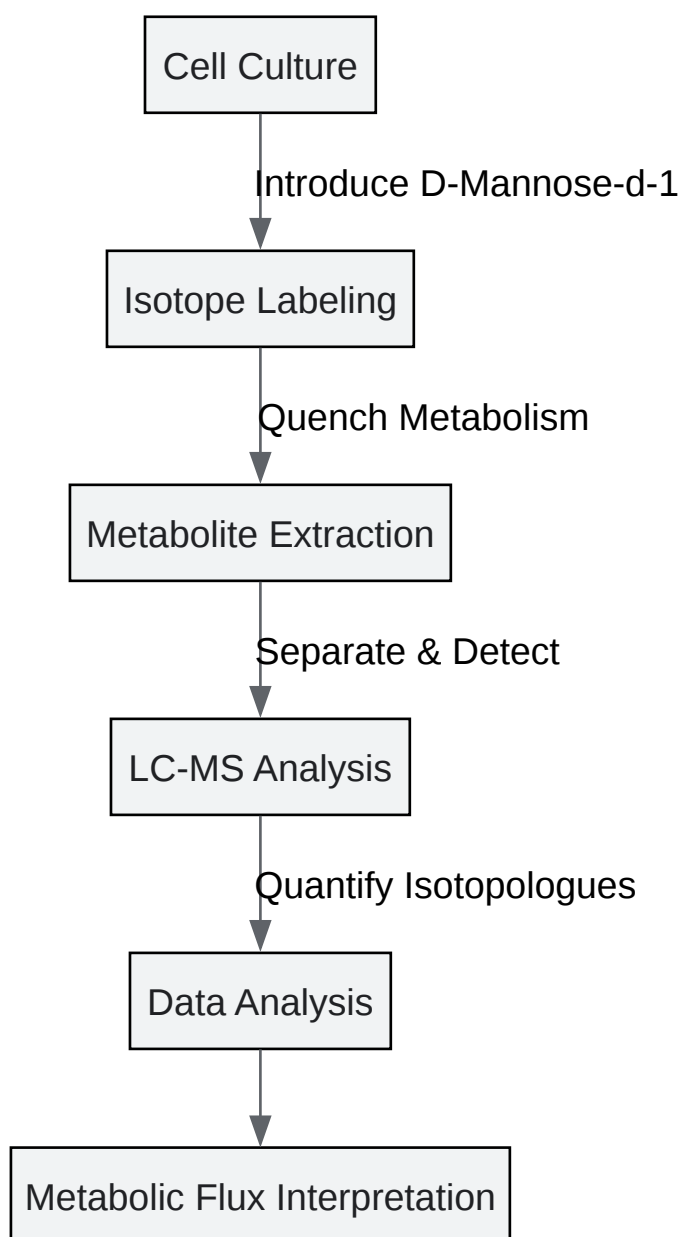 Cell Culture
Introduce D-Mannose-d-1
Isotope Labeling
Quench Metabolism
Metabolite Extraction
Separate & Detect
LC-MS Analysis
Quantify Isotopologues
Data Analysis
Metabolic Flux Interpretation